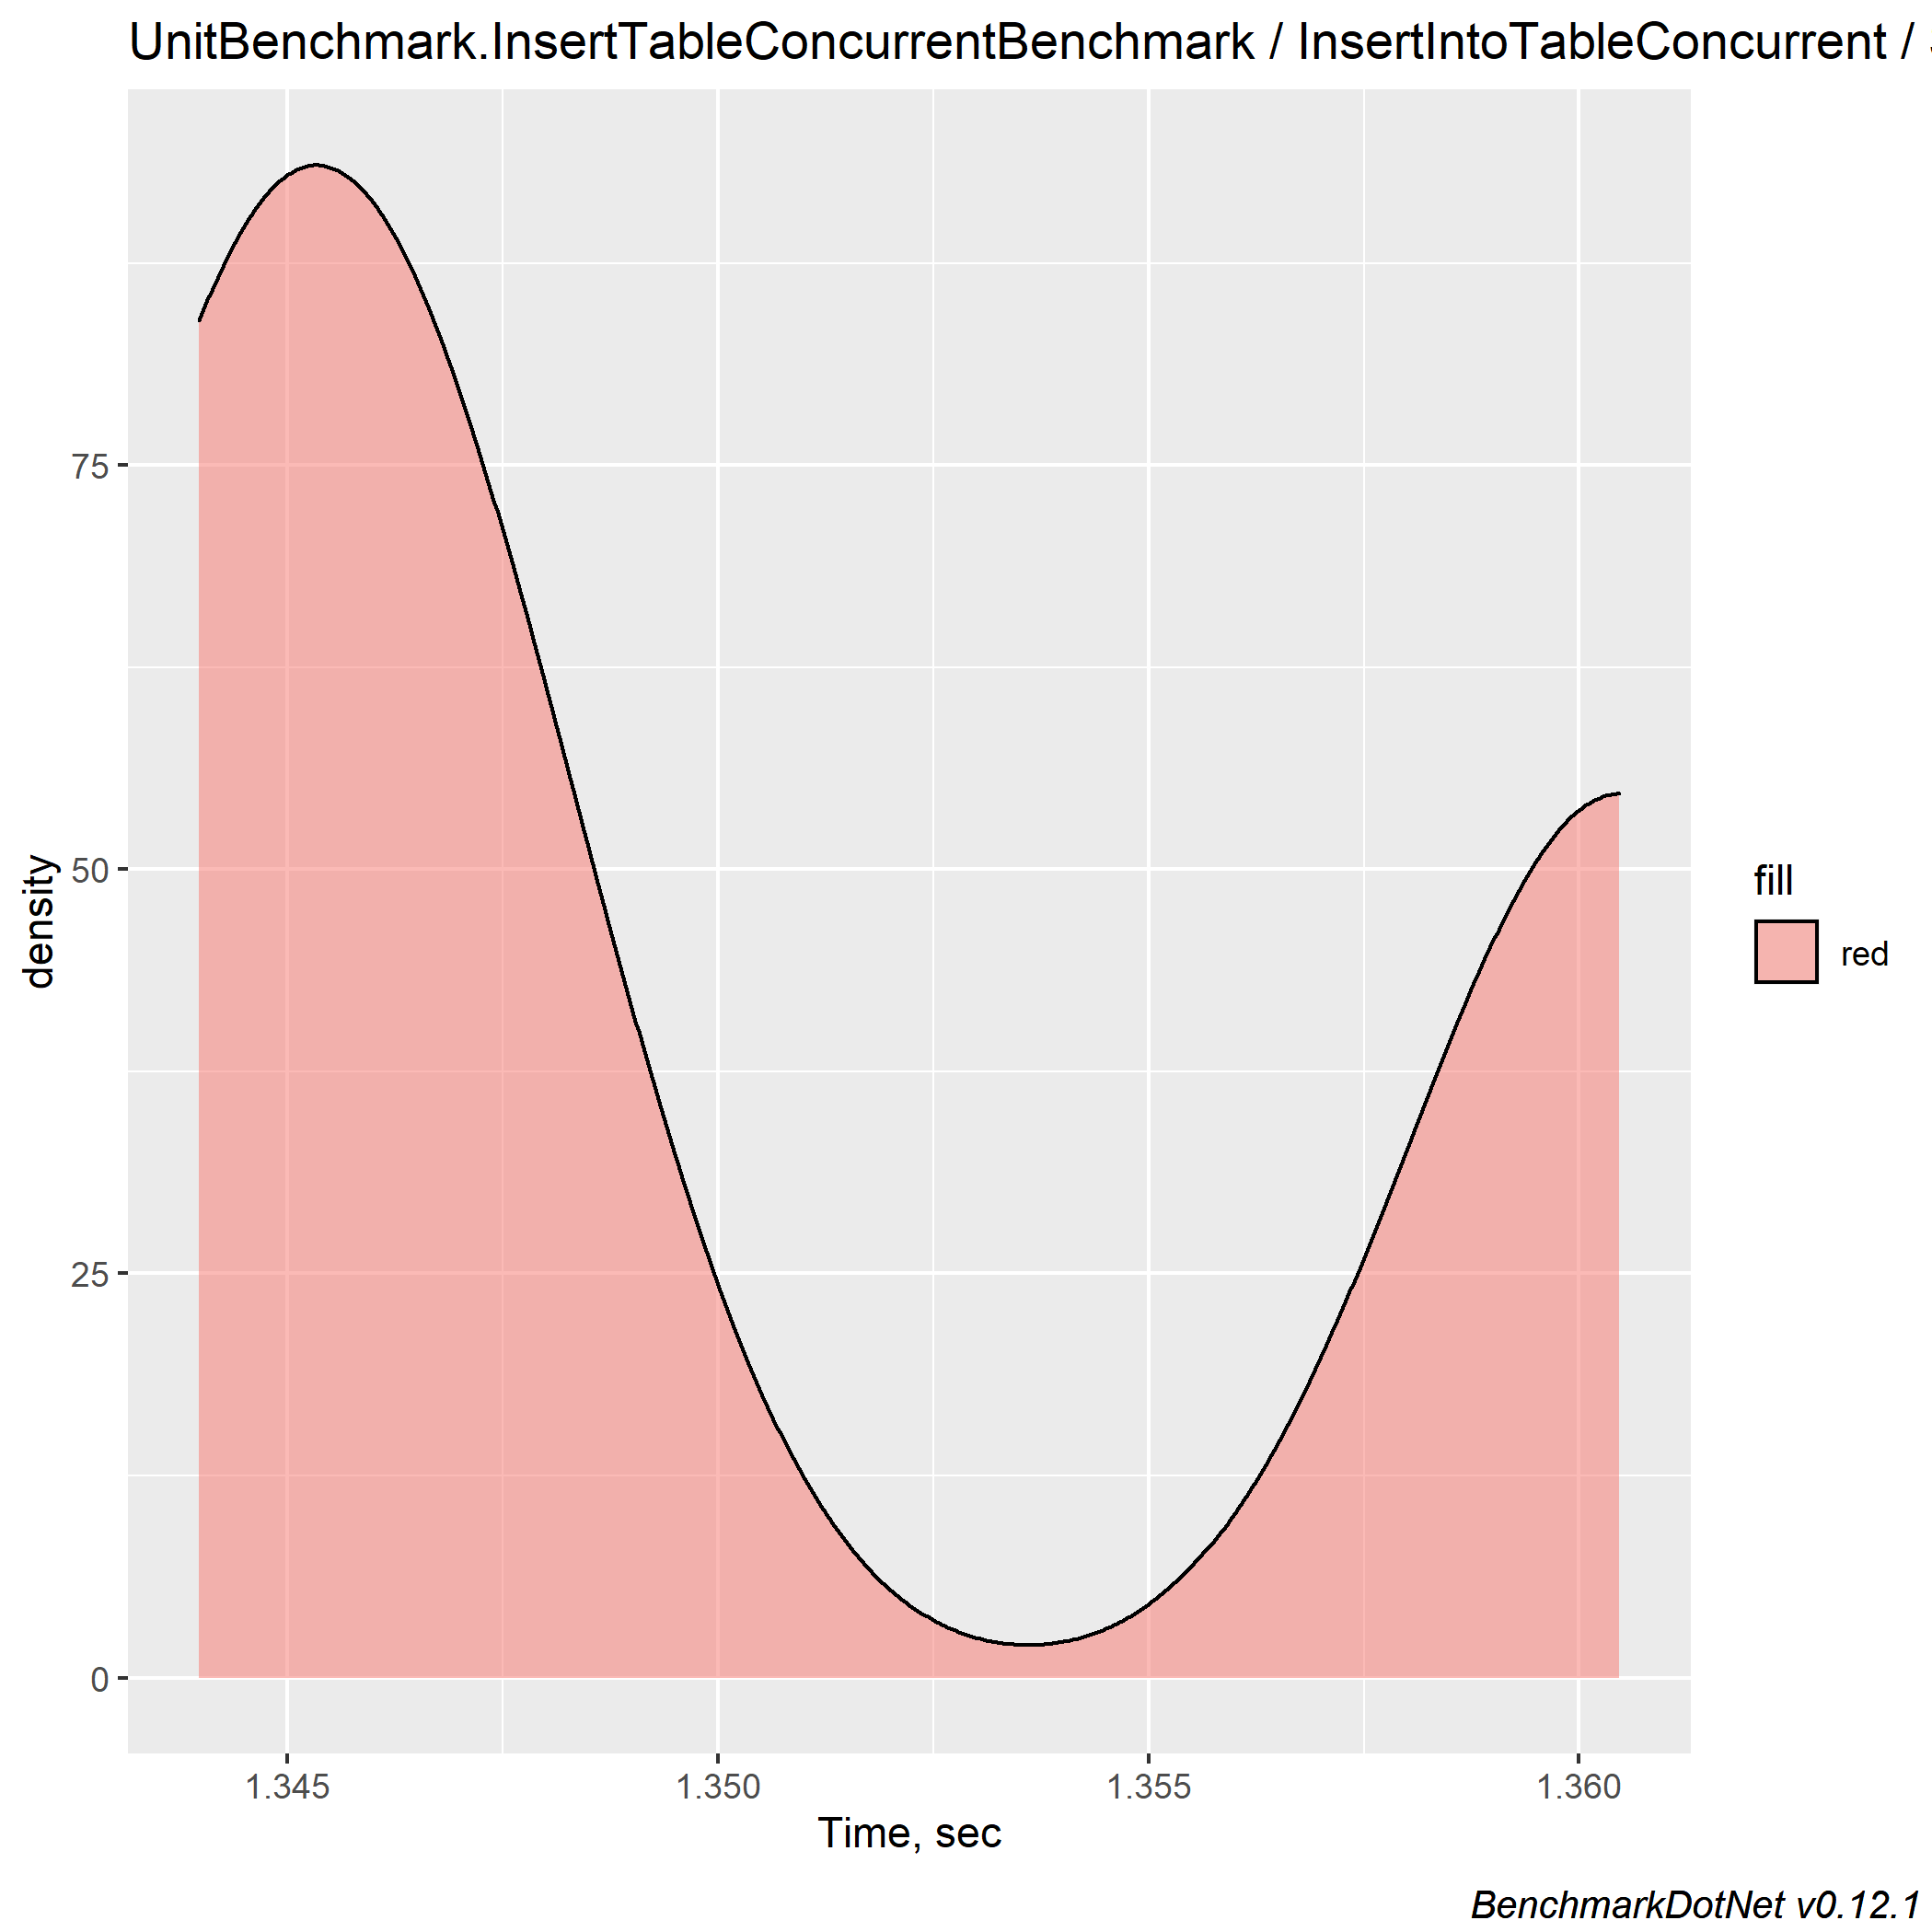 UnitBenchmark.InsertTableConcurrentBenchmark / InsertIntoTableConcurrent /
75
50
25
0
density
1.345 1.350 1.355 1.360
Time, sec
fill
red
BenchmarkDotNet v0.12.1